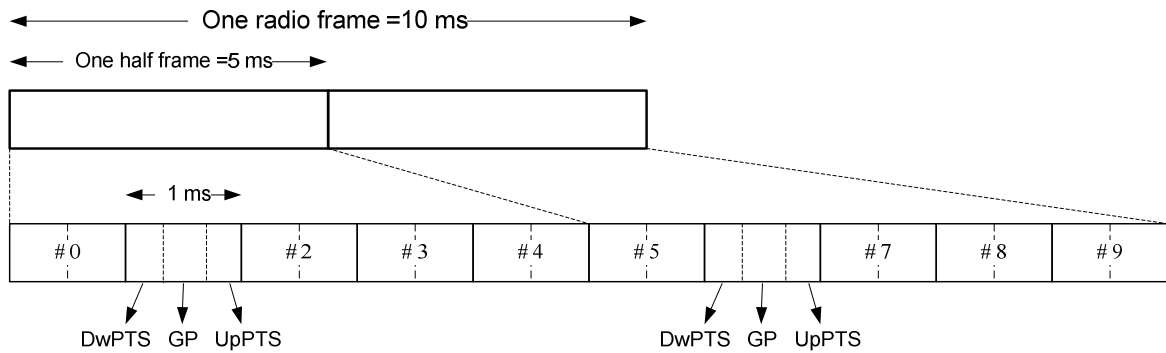 One radio frame =10 ms
One half frame =5 ms
1 ms
#0 #2 #3 #4 #5 #7 #8 #9
DwPTS GP UpPTS DwPTS GP UpPTS